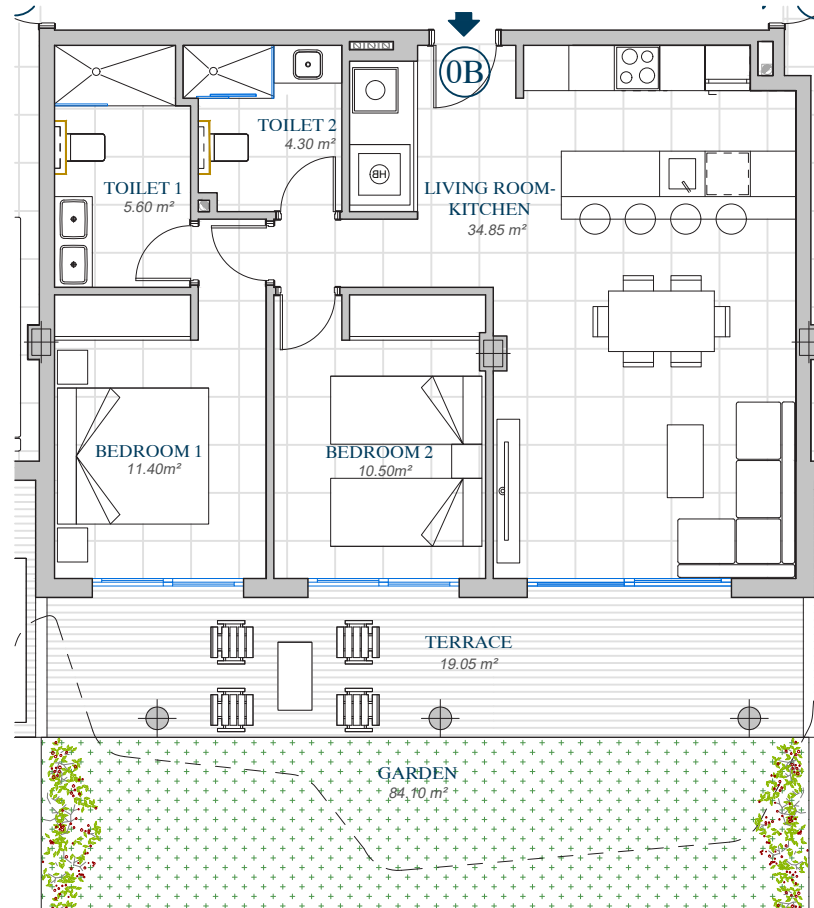 0B
TOILET 2
4.30 m²
TOILET 1
5.60 m²
HB
LIVING ROOM-
KITCHEN
34.85 m²
BEDROOM 1
11.40m²
BEDROOM 2
10.50m²
TERRACE
19.05 m²
GARDEN
84.10 m²